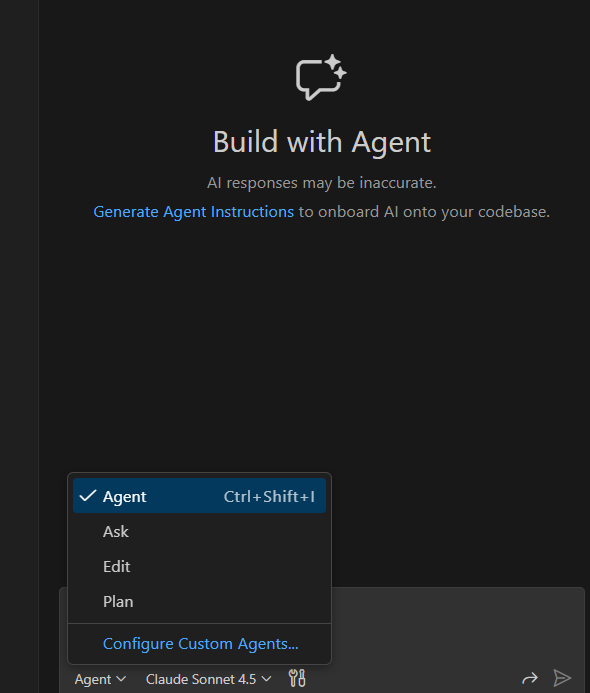 Build with Agent
AI responses may be inaccurate.
Generate Agent Instructions to onboard AI onto your codebase.
Agent Ctrl+Shift+I
Ask
Edit
Plan
Configure Custom Agents...
Agent Claude Sonnet 4.5